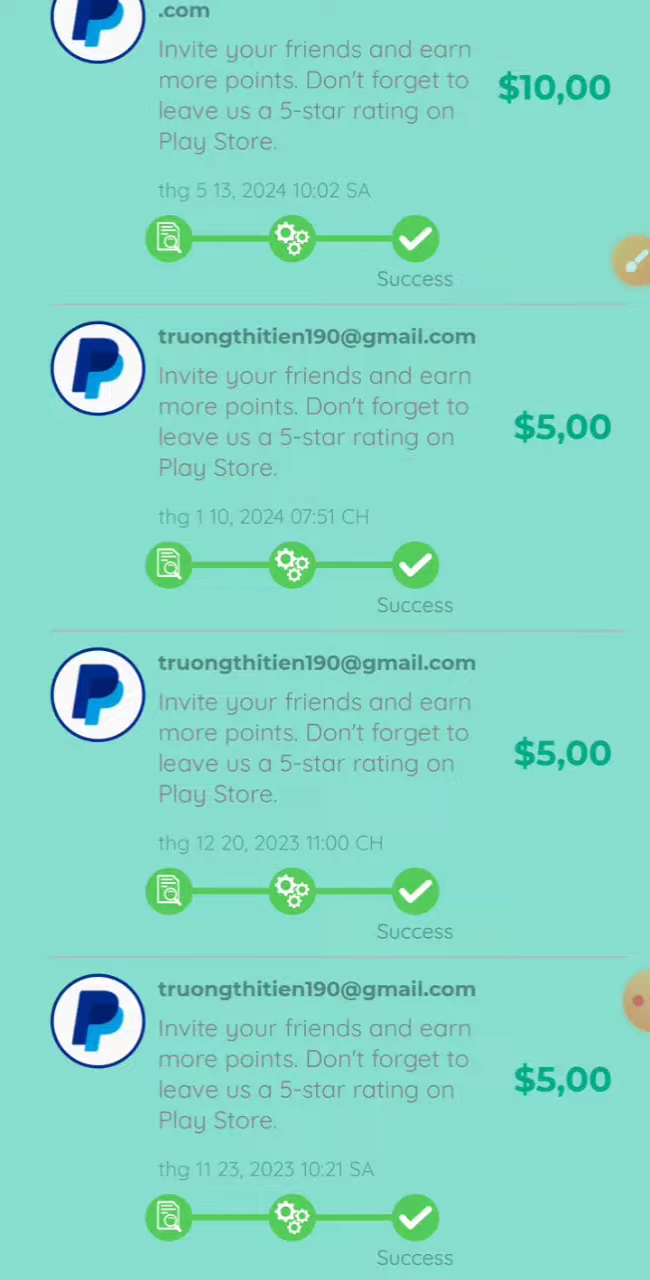 .com
Invite your friends and earn
more points. Don't forget to
leave us a 5-star rating on
Play Store.
$10,00
thg 5 13, 2024 10:02 SA
Success
truongthitien190@gmail.com
Invite your friends and earn
more points. Don't forget to
leave us a 5-star rating on
Play Store.
$5,00
thg 1 10, 2024 07:51 CH
Success
truongthitien190@gmail.com
Invite your friends and earn
more points. Don't forget to
leave us a 5-star rating on
Play Store.
$5,00
thg 12 20, 2023 11:00 CH
Success
truongthitien190@gmail.com
Invite your friends and earn
more points. Don't forget to
leave us a 5-star rating on
Play Store.
$5,00
thg 11 23, 2023 10:21 SA
Success